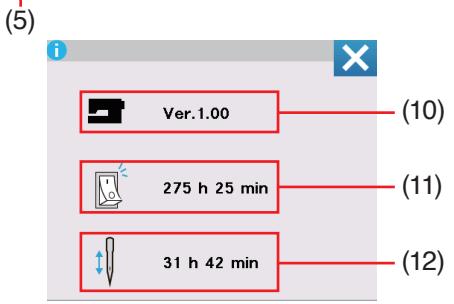 (5)
i
Ver.1.00
(10)
275 h 25 min
(11)
31 h 42 min
(12)